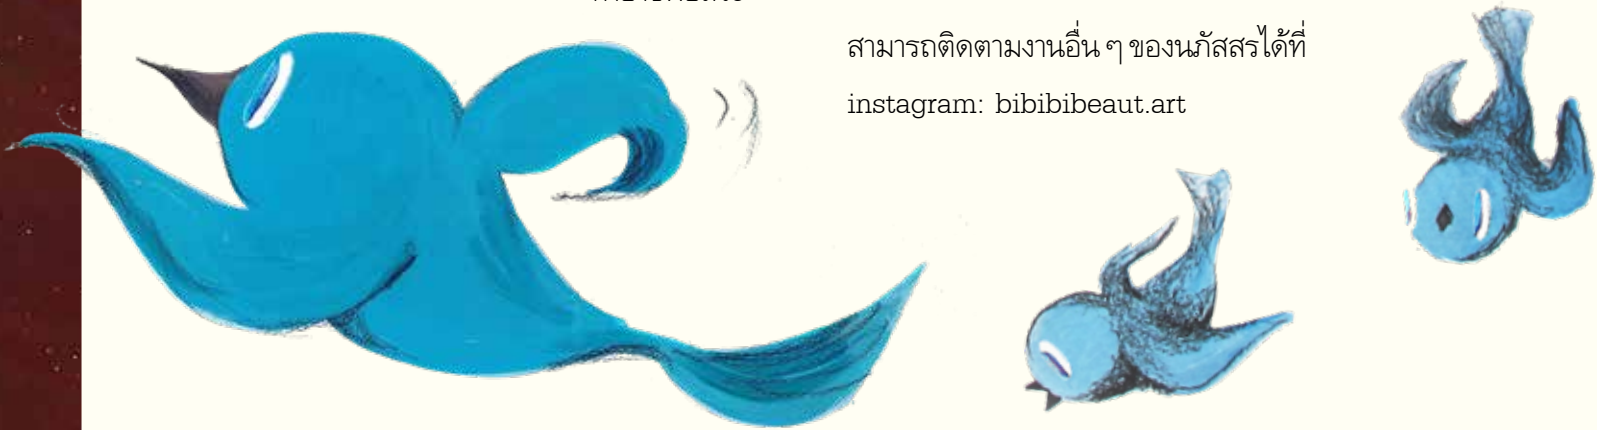 สามารถติดตามงานอื่น ๆ ของนภัสสรได้ที่
instagram: bibibibeaut.art